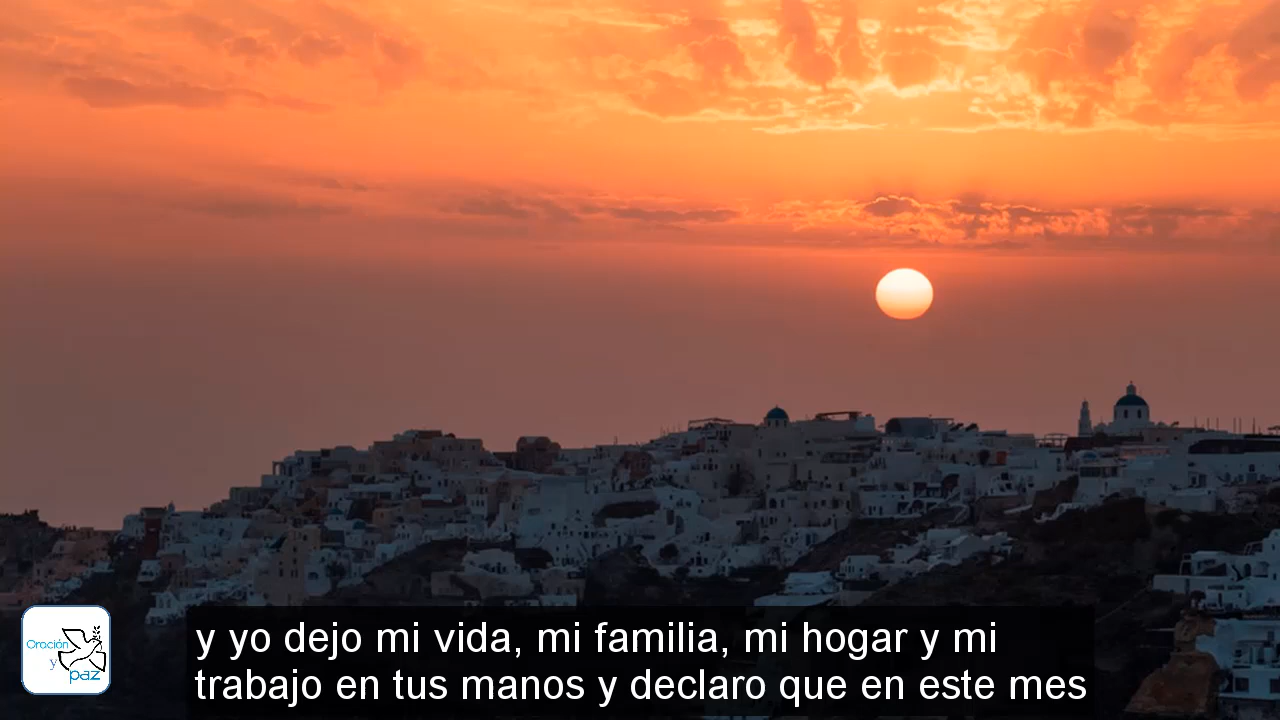 Oración
y
paz
y yo dejo mi vida, mi familia, mi hogar y mi
trabajo en tus manos y declaro que en este mes